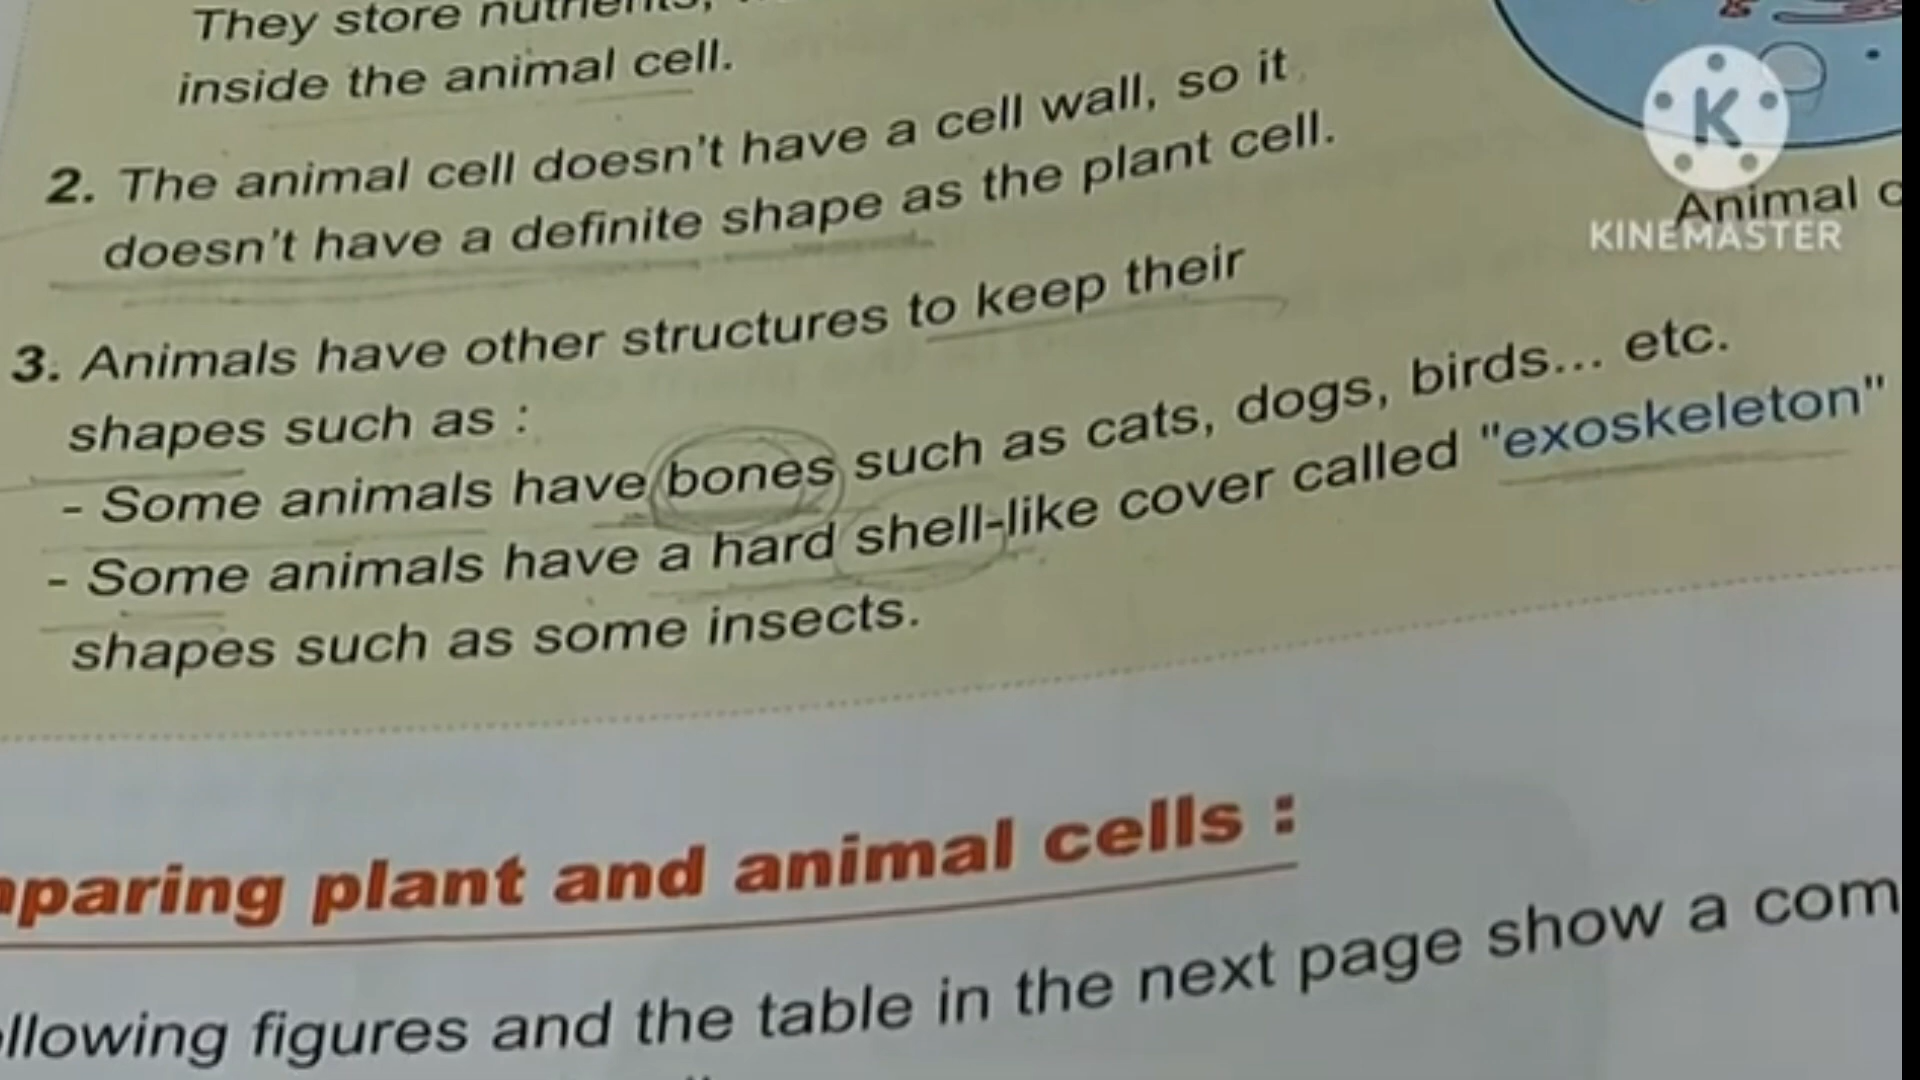 They store nutrients,
inside the animal cell.
2. The animal cell doesn't have a cell wall, so it
doesn't have a definite shape as the plant cell.
3. Animals have other structures to keep their
shapes such as :
- Some animals have bones such as cats, dogs, birds... etc.
- Some animals have a hard shell-like cover called "exoskeleton"
shapes such as some insects.
Animal
K
KINEMASTER
paring plant and animal cells :
llowing figures and the table in the next page show a com